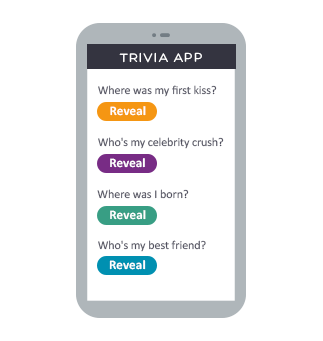 TRIVIA APP
Where was my first kiss?
Reveal
Who's my celebrity crush?
Reveal
Where was I born?
Reveal
Who's my best friend?
Reveal